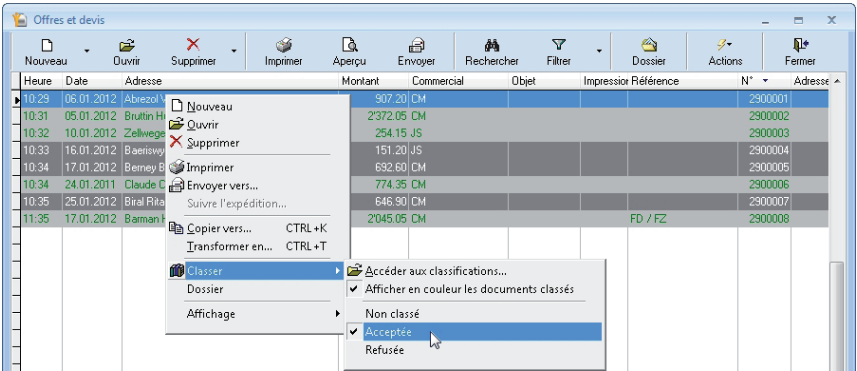 Offres et devis
Nouveau Ouvrir Supprimer Imprimer Aperçu Envoyer Rechercher Filtrer Dossier Actions Fermer
Heure Date Adresse Montant Commercial Objet Impression Référence N° Adresse
10:29 06.01.2012 Abrezol 907.20 CM 2900001
10:31 05.01.2012 Bruttin 2'372.05 CM 2900002
10:32 10.01.2012 Zellwege 254.15 JS 2900003
10:33 16.01.2012 Baeriswy 151.20 JS 2900004
10:34 17.01.2012 Berney B 692.60 CM 2900005
10:34 24.01.2011 Claude 774.35 CM 2900006
10:35 25.01.2012 Biral Rita 646.90 CM 2900007
11:35 17.01.2012 Barman 2'045.05 CM FD / FZ 2900008
Nouveau
Ouvrir
Supprimer
Imprimer
Envoyer vers...
Suivre l'expédition...
Copier vers... CTRL+K
Transformer en... CTRL+T
Classer
Dossier
Affichage
Accéder aux classifications...
Afficher en couleur les documents classés
Non classé
Acceptée
Refusée